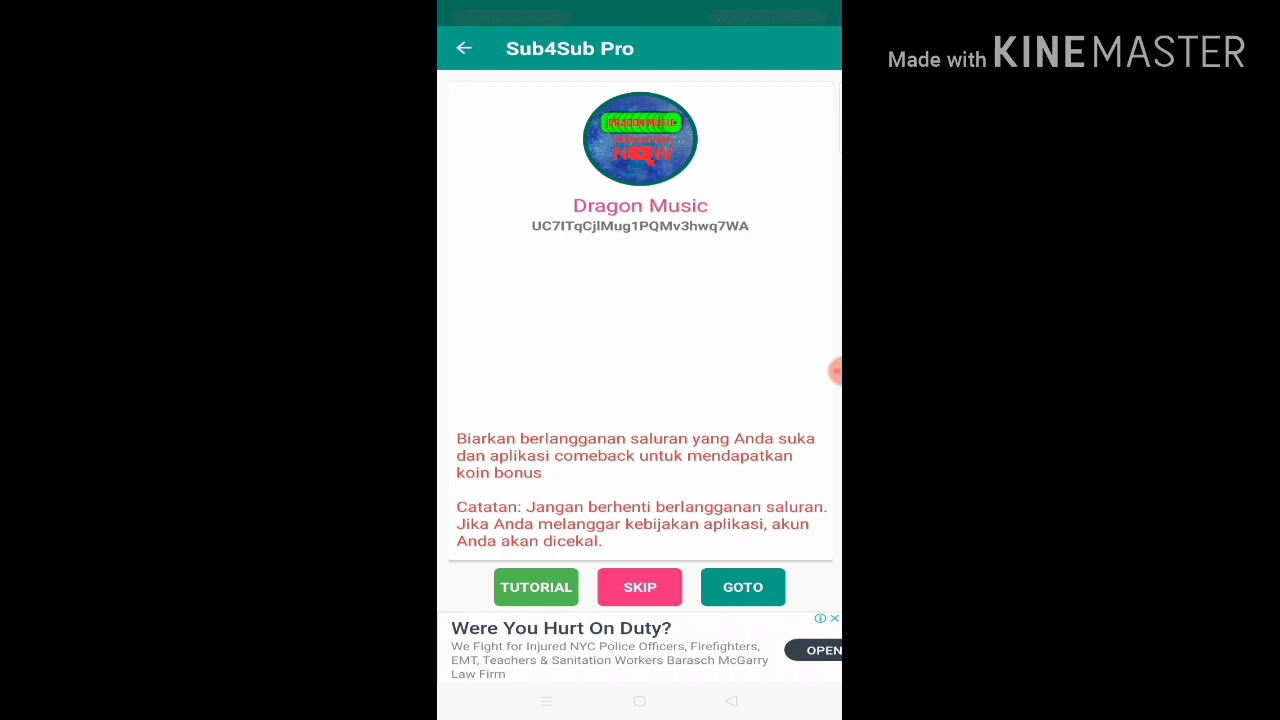 Sub4Sub Pro
Made with KINEMASTER
DRAGON MUSIC
NOW
Dragon Music
UC7ITqCjlMug1PQMv3hwq7WA
Biarkan berlangganan saluran yang Anda suka
dan aplikasi comeback untuk mendapatkan
koin bonus
Catatan: Jangan berhenti berlangganan saluran.
Jika Anda melanggar kebijakan aplikasi, akun
Anda akan dicekal.
TUTORIAL
SKIP
GOTO
Were You Hurt On Duty?
We Fight for Injured NYC Police Officers, Firefighters,
EMT, Teachers & Sanitation Workers Barasch McGarry
Law Firm
OPEN